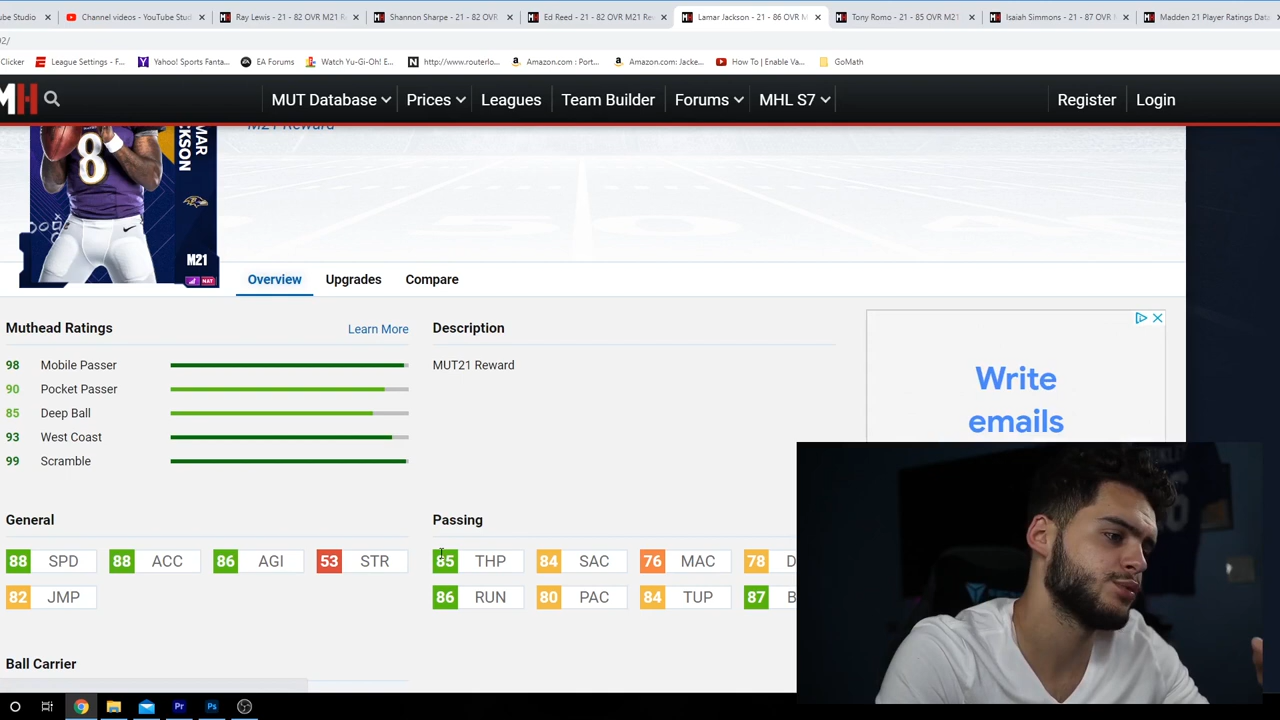 be Studio
Channel videos - YouTube Stud
Ray Lewis - 21 - 82 OVR M21 R
Shannon Sharpe - 21 - 82 OVR
Ed Reed - 21 - 82 OVR M21 Re
Lamar Jackson - 21 - 86 OVR M
Tony Romo - 21 - 85 OVR M21
Isaiah Simmons - 21 - 87 OVR
Madden 21 Player Ratings Data
02/
Clicker
League Settings - F...
Yahoo! Sports Fanta...
EA Forums
Watch Yu-Gi-Oh! E...
http://www.routerlo...
Amazon.com : Port...
Amazon.com: Jacke...
How To | Enable Va...
GoMath
MH
MUT Database
Prices
Leagues
Team Builder
Forums
MHL S7
Register
Login
M21 Reward
MAR
CKSON
8
M21
NAT
Overview
Upgrades
Compare
Muthead Ratings
Learn More
98 Mobile Passer
90 Pocket Passer
85 Deep Ball
93 West Coast
99 Scramble
Description
MUT21 Reward
Write
emails
General
88 SPD 88 ACC 86 AGI 53 STR
82 JMP
Passing
85 THP 84 SAC 76 MAC 78 D
86 RUN 80 PAC 84 TUP 87 B
Ball Carrier